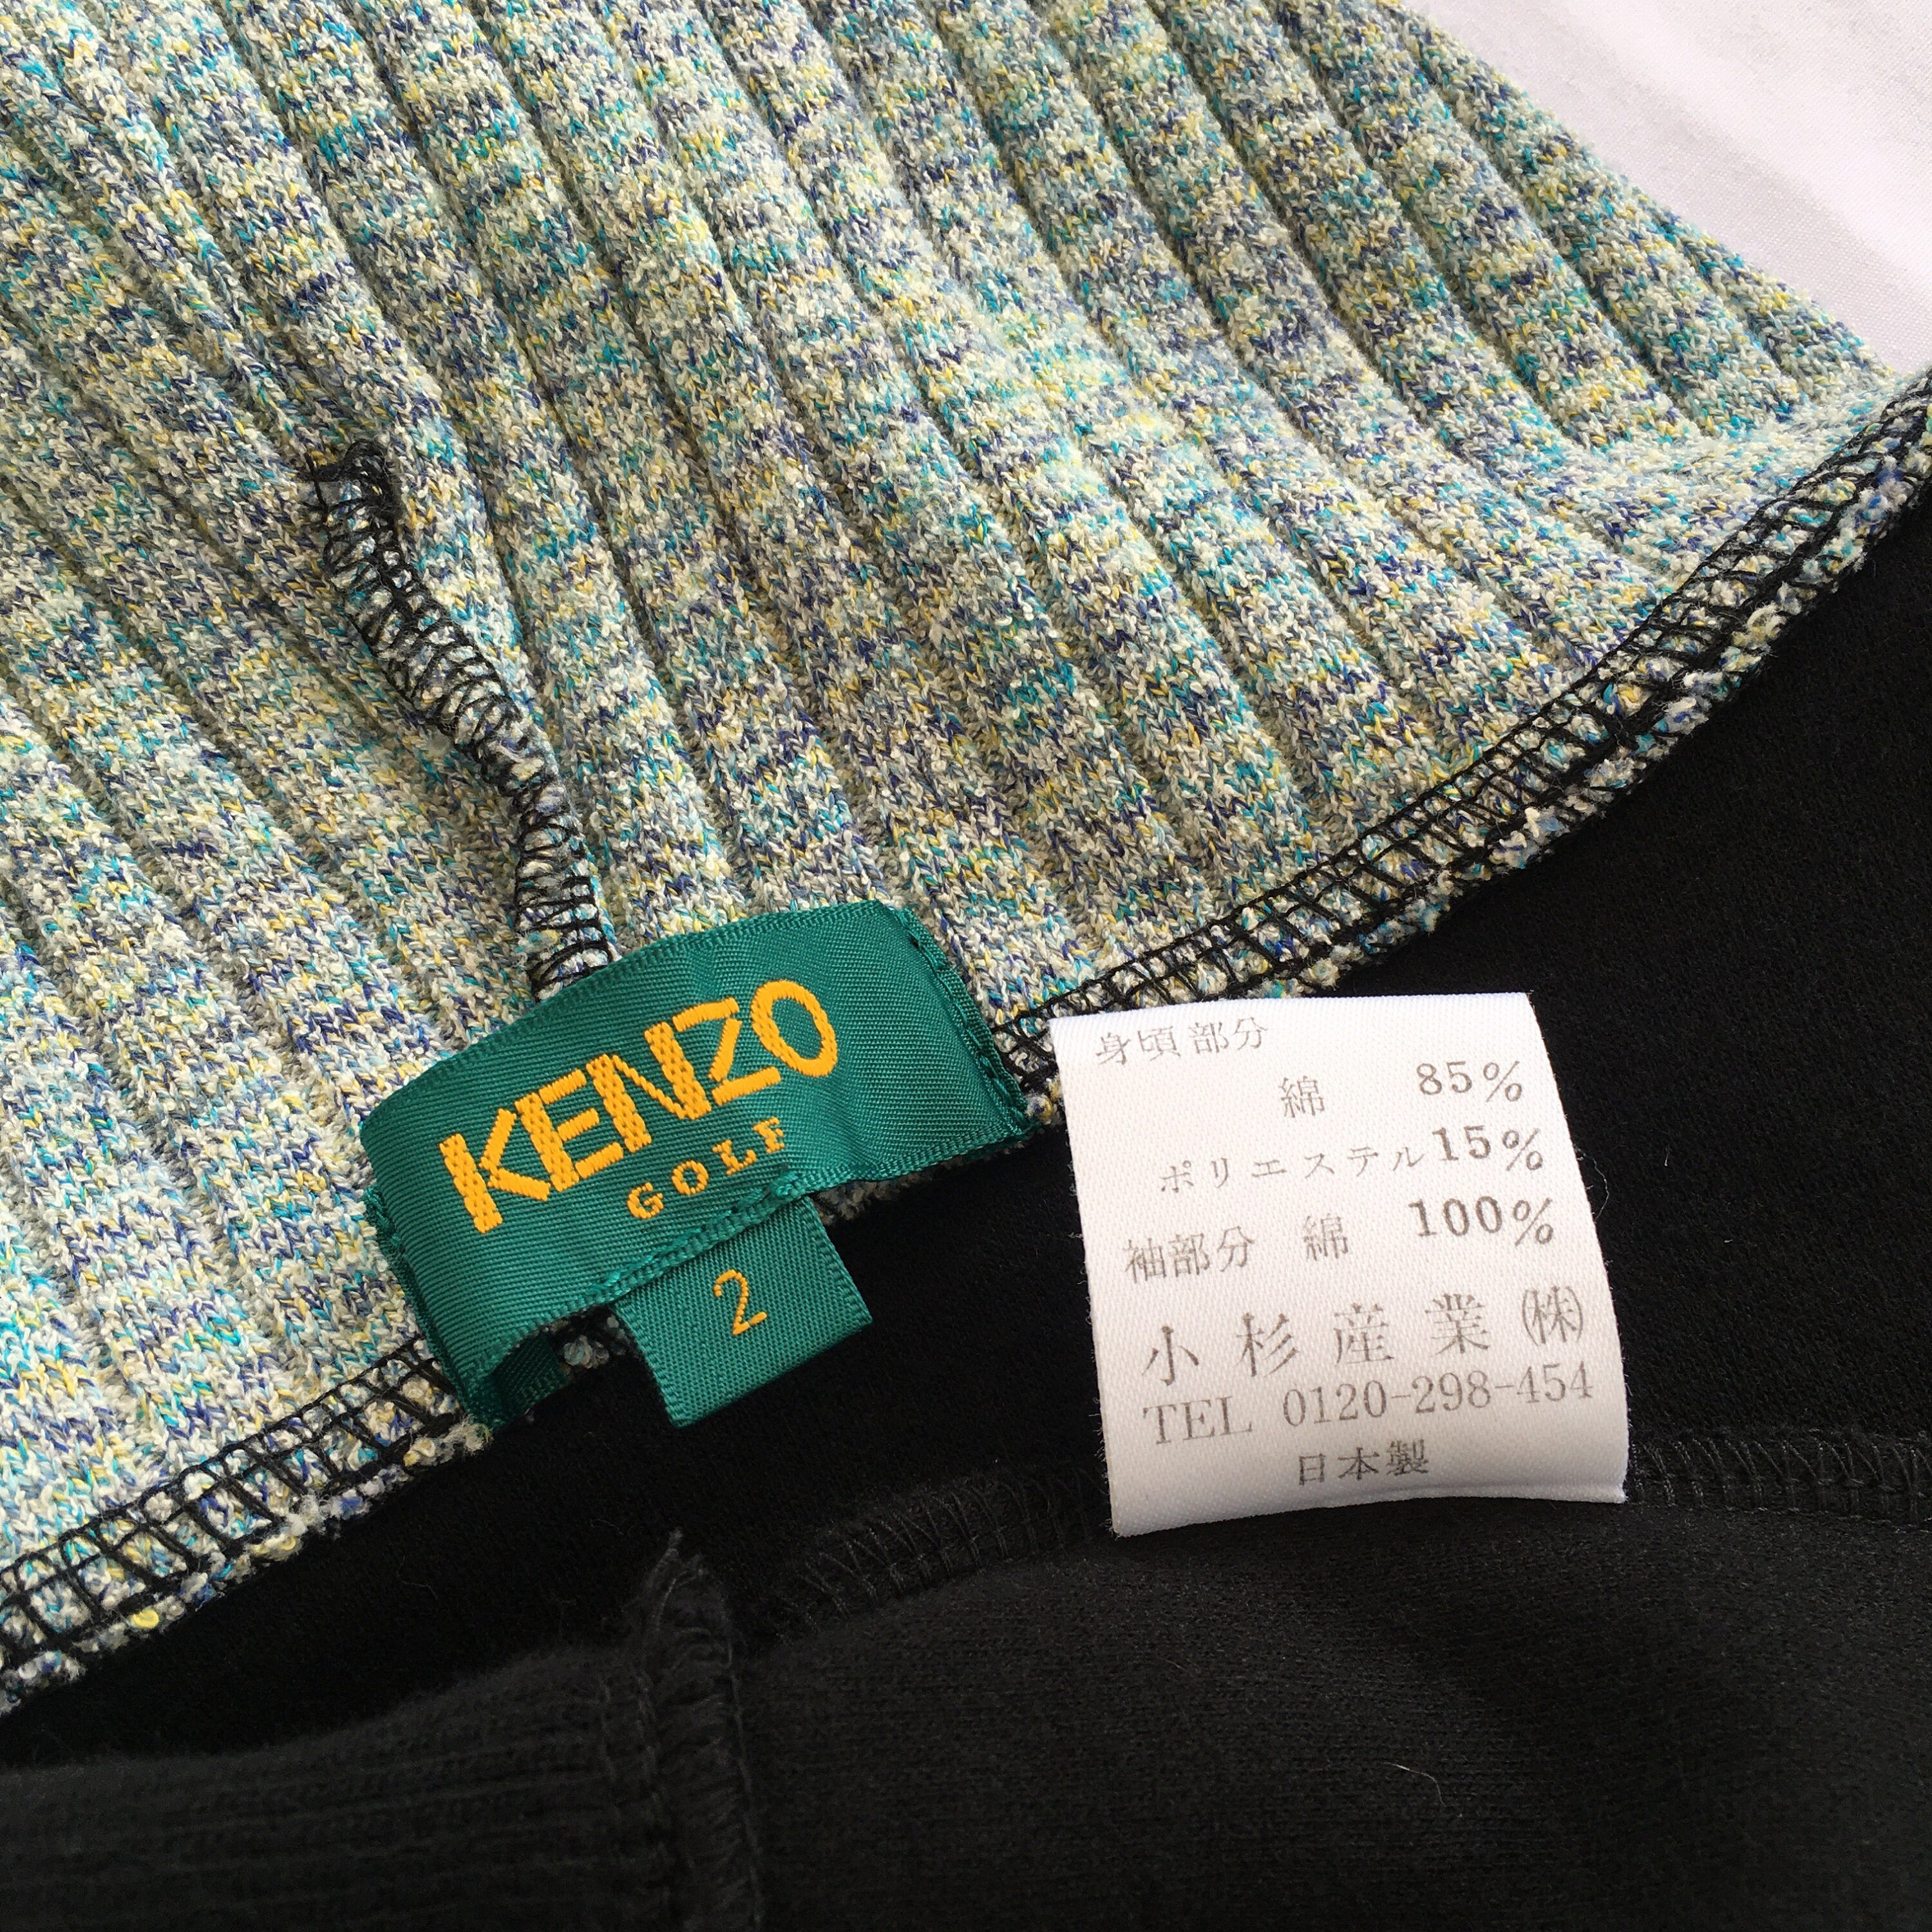 KENZO
GOLF
2
身頃部分
綿 85%
ポリエステル15%
袖部分 綿 100%
小杉産業㈱
TEL 0120-298-454
日本製